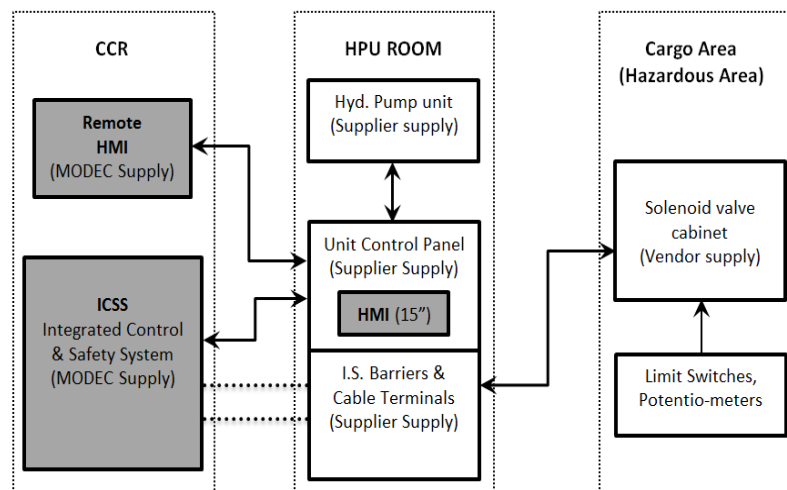 CCR
Remote
HMI
(MODEC Supply)
ICSS
Integrated Control
& Safety System
(MODEC Supply)
HPU ROOM
Hyd. Pump unit
(Supplier supply)
Unit Control Panel
(Supplier Supply)
HMI (15”)
I.S. Barriers &
Cable Terminals
(Supplier Supply)
Cargo Area
(Hazardous Area)
Solenoid valve
cabinet
(Vendor supply)
Limit Switches,
Potentio-meters